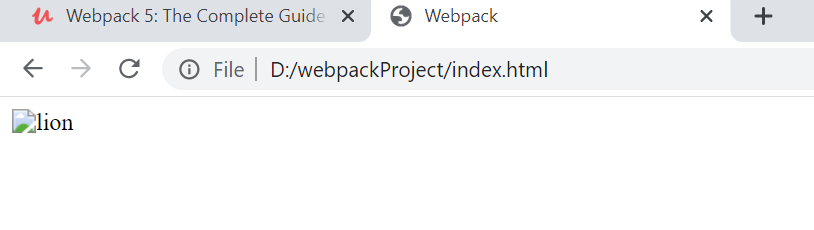 Webpack 5: The Complete Guide
Webpack
File
D:/webpackProject/index.html
lion